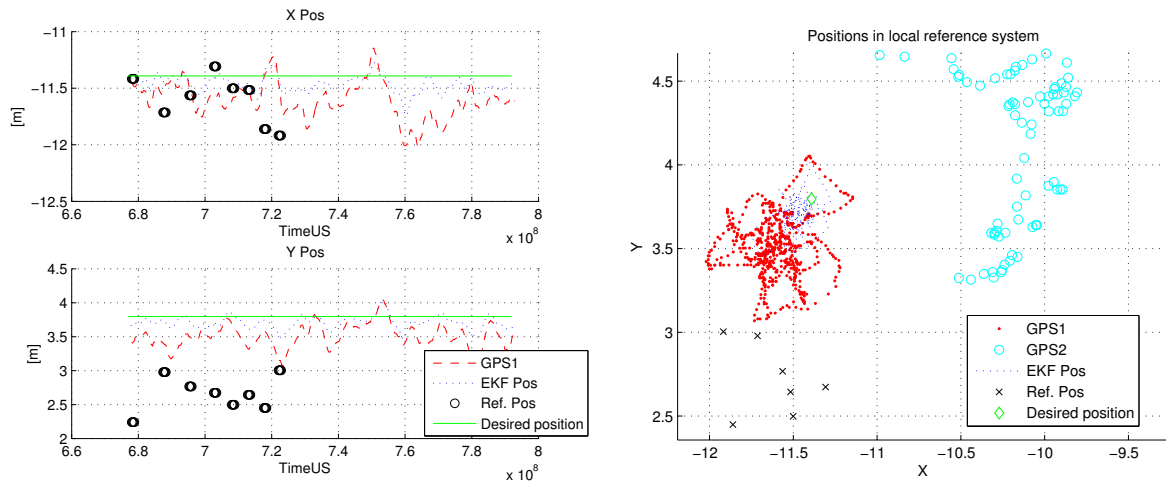 X Pos
−11
−11.5
−12
−12.5
[m]
6.6 6.8 7 7.2 7.4 7.6 7.8 8
TimeUS
x 10^8
Y Pos
4.5
4
3.5
3
2.5
2
[m]
GPS1
EKF Pos
Ref. Pos
Desired position
6.6 6.8 7 7.2 7.4 7.6 7.8 8
TimeUS
x 10^8
Positions in local reference system
4.5
4
3.5
3
2.5
Y
GPS1
GPS2
EKF Pos
Ref. Pos
Desired position
−12 −11.5 −11 −10.5 −10 −9.5
X